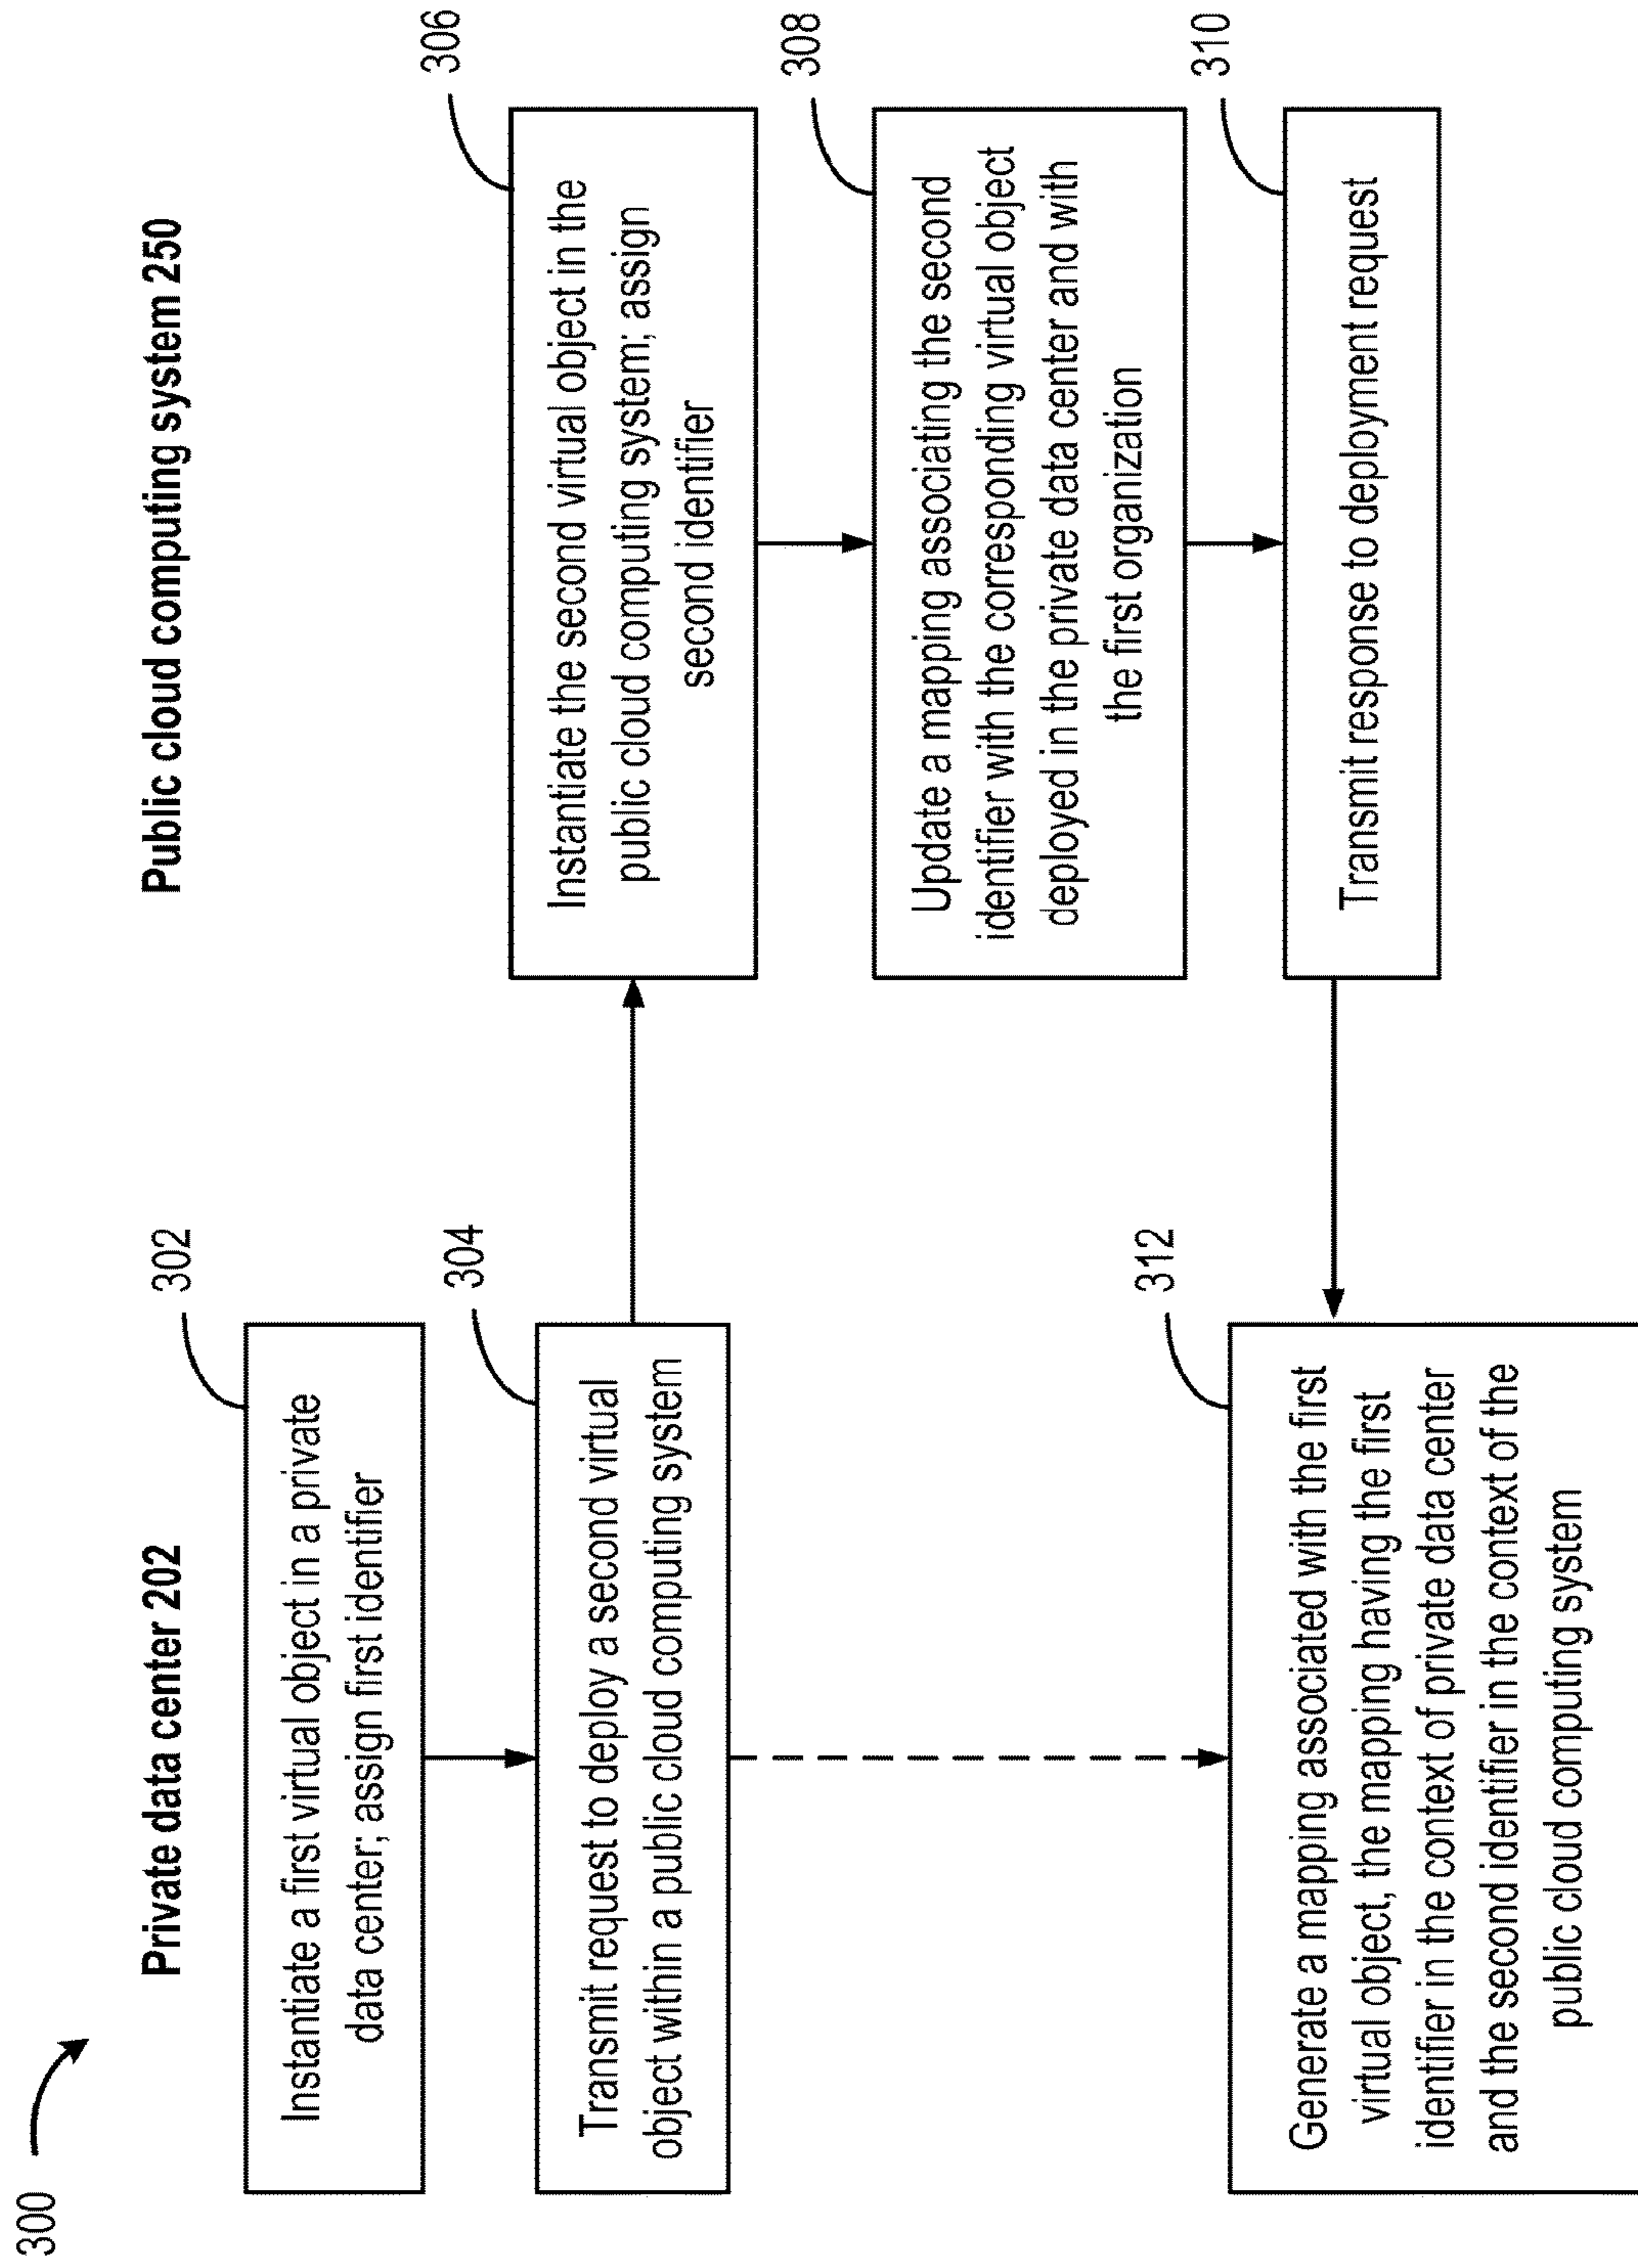 300
Private data center 202
Public cloud computing system 250
302
Instantiate a first virtual object in a private
data center; assign first identifier
304
Transmit request to deploy a second virtual
object within a public cloud computing system
306
Instantiate the second virtual object in the
public cloud computing system; assign
second identifier
308
Update a mapping associating the second
identifier with the corresponding virtual object
deployed in the private data center and with
the first organization
310
Transmit response to deployment request
312
Generate a mapping associated with the first
virtual object, the mapping having the first
identifier in the context of private data center
and the second identifier in the context of the
public cloud computing system